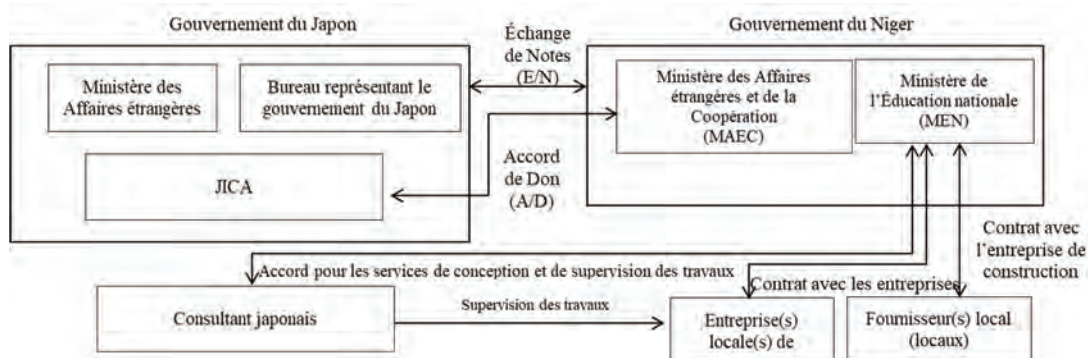 Gouvernement du Japon
Gouvernement du Niger
Échange
de Notes
(E/N)
Ministère des
Affaires étrangères
Bureau représentant le
gouvernement du Japon
Ministère des Affaires
étrangères et de la
Coopération
(MAEC)
Ministère de
l'Éducation nationale
(MEN)
JICA
Accord
de Don
(A/D)
Contrat avec
l'entreprise de
construction
Accord pour les services de conception et de supervision des travaux
Contrat avec les entreprises
Consultant japonais
Supervision des travaux
Entreprise(s)
locale(s) de
Fournisseur(s) local
(locaux)